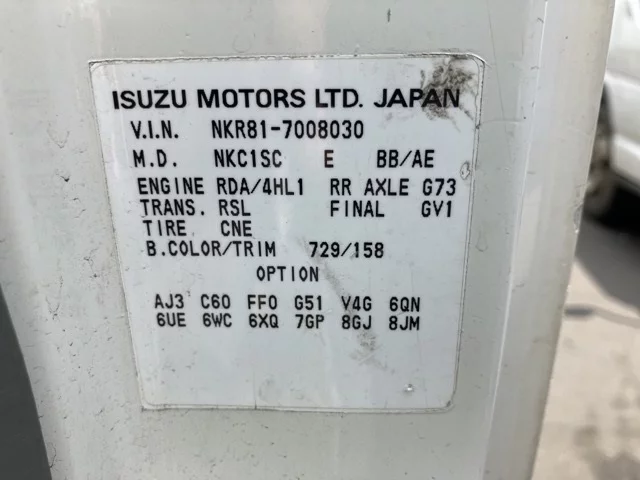 ISUZU MOTORS LTD. JAPAN
V.I.N. NKR81-7008030
M.D. NKC1SC E BB/AE
ENGINE RDA/4HL1 RR AXLE G73
TRANS. RSL FINAL GV1
TIRE CNE
B.COLOR/TRIM 729/158
OPTION
AJ3 C60 FF0 G51 V4G 6QN
6UE 6WC 6XQ 7GP 8GJ 8JM